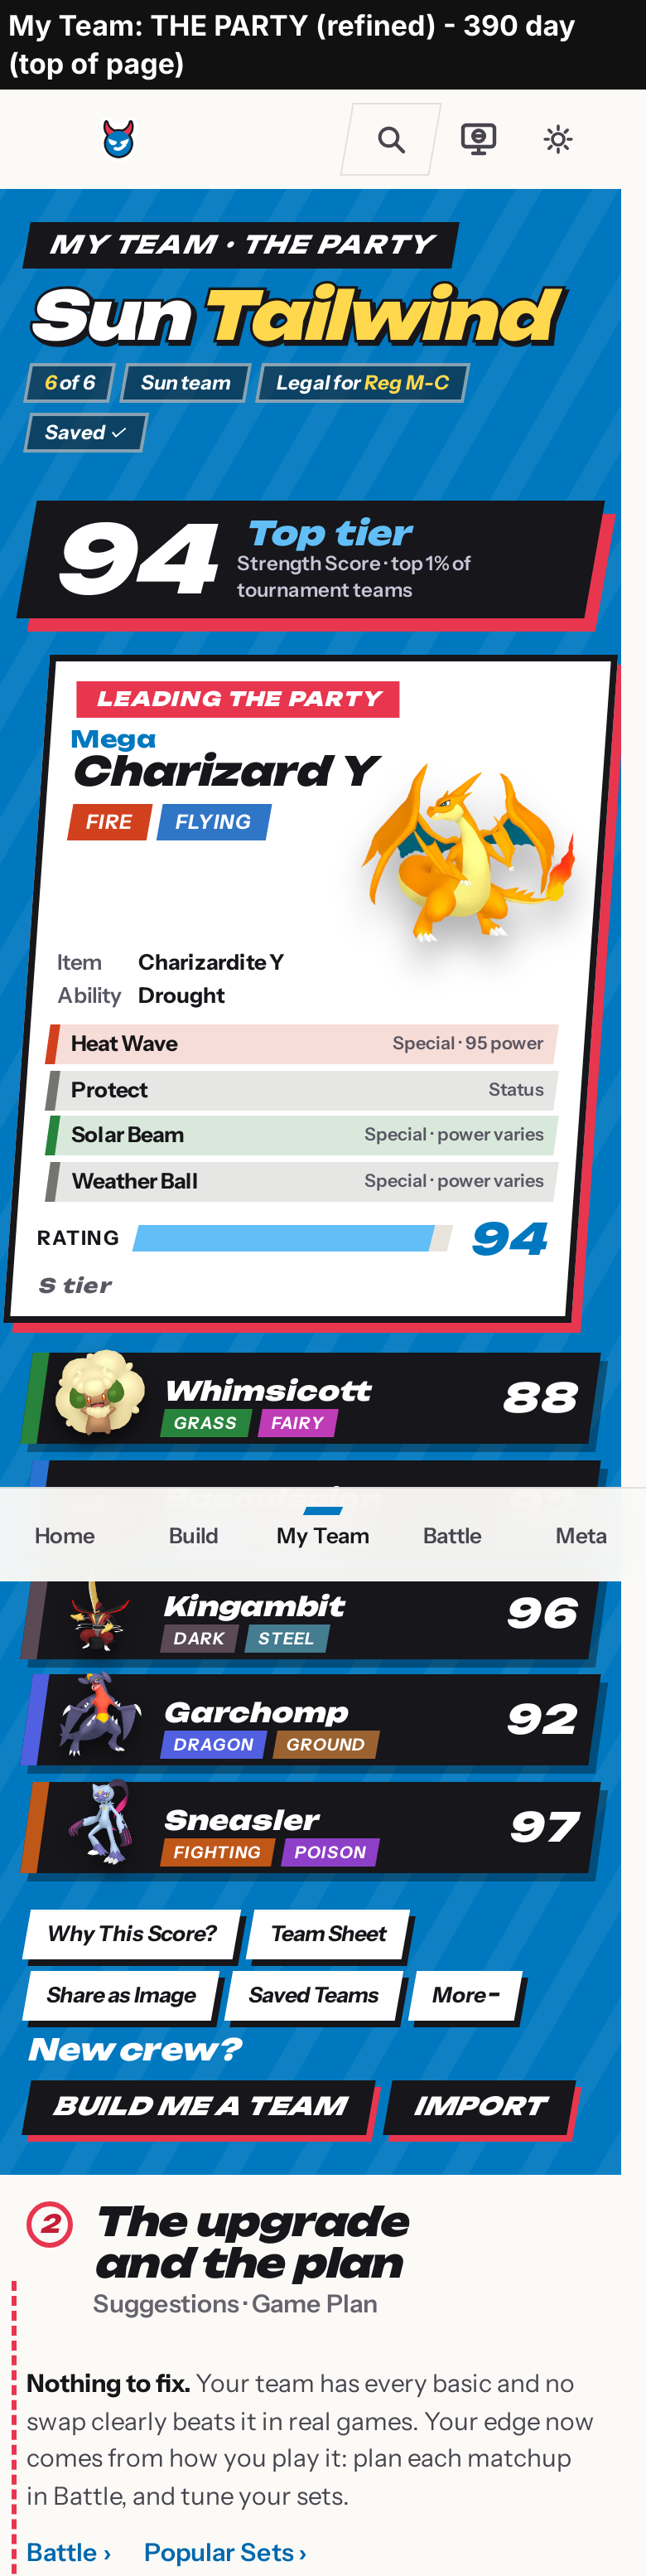 My Team: THE PARTY (refined) - 390 day
(top of page)
MY TEAM · THE PARTY
Sun Tailwind
6 of 6
Sun team
Legal for Reg M-C
Saved ✓
94
Top tier
Strength Score · top 1% of
tournament teams
LEADING THE PARTY
Mega
Charizard Y
FIRE
FLYING
Item Charizardite Y
Ability Drought
Heat Wave Special · 95 power
Protect Status
Solar Beam Special · power varies
Weather Ball Special · power varies
RATING 94
S tier
Whimsicott 88
GRASS FAIRY
Home Build My Team Battle Meta
Kingambit 96
DARK STEEL
Garchomp 92
DRAGON GROUND
Sneasler 97
FIGHTING POISON
Why This Score? Team Sheet
Share as Image Saved Teams More
New crew?
BUILD ME A TEAM IMPORT
2 The upgrade
and the plan
Suggestions · Game Plan
Nothing to fix. Your team has every basic and no
swap clearly beats it in real games. Your edge now
comes from how you play it: plan each matchup
in Battle, and tune your sets.
Battle › Popular Sets ›